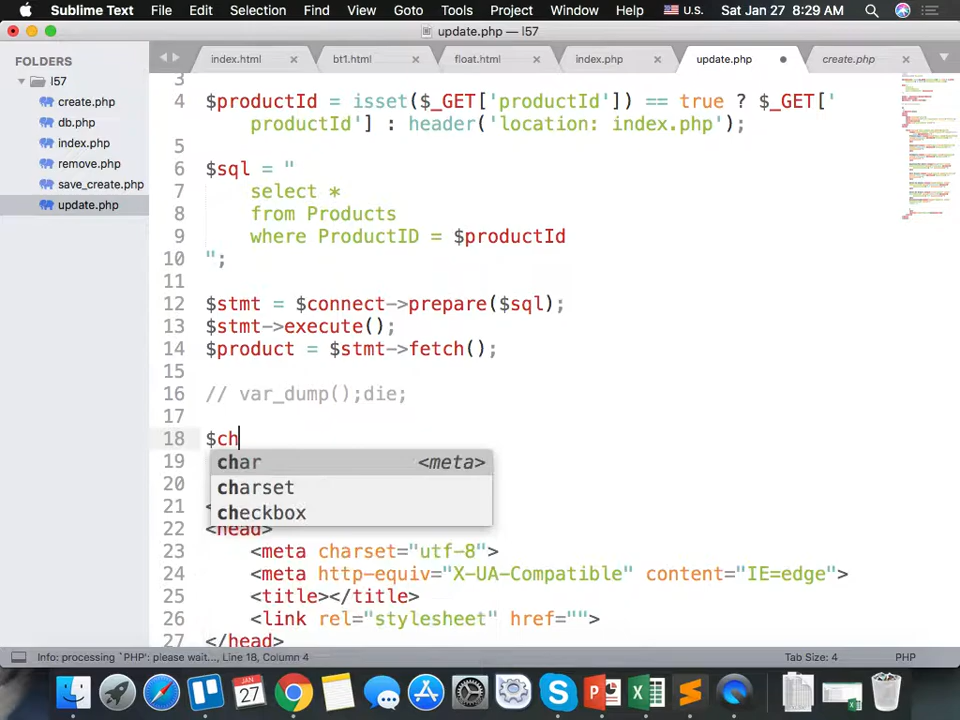 Sublime Text File Edit Selection Find View Goto Tools Project Window Help U.S. Sat Jan 27 8:29 AM
update.php — l57
FOLDERS
l57
create.php
db.php
index.php
remove.php
save_create.php
update.php
index.html bt1.html float.html index.php update.php create.php
3
4 $productId = isset($_GET['productId']) == true ? $_GET['
productId'] : header('location: index.php');
5
6 $sql = "
7 select *
8 from Products
9 where ProductID = $productId
10 ";
11
12 $stmt = $connect->prepare($sql);
13 $stmt->execute();
14 $product = $stmt->fetch();
15
16 // var_dump();die;
17
18 $ch
19
char <meta>
20
charset
21
checkbox
22 <head>
23 <meta charset="utf-8">
24 <meta http-equiv="X-UA-Compatible" content="IE=edge">
25 <title></title>
26 <link rel="stylesheet" href="">
27 </head>
Info: processing `PHP': please wait..., Line 18, Column 4 Tab Size: 4 PHP
JAN
27